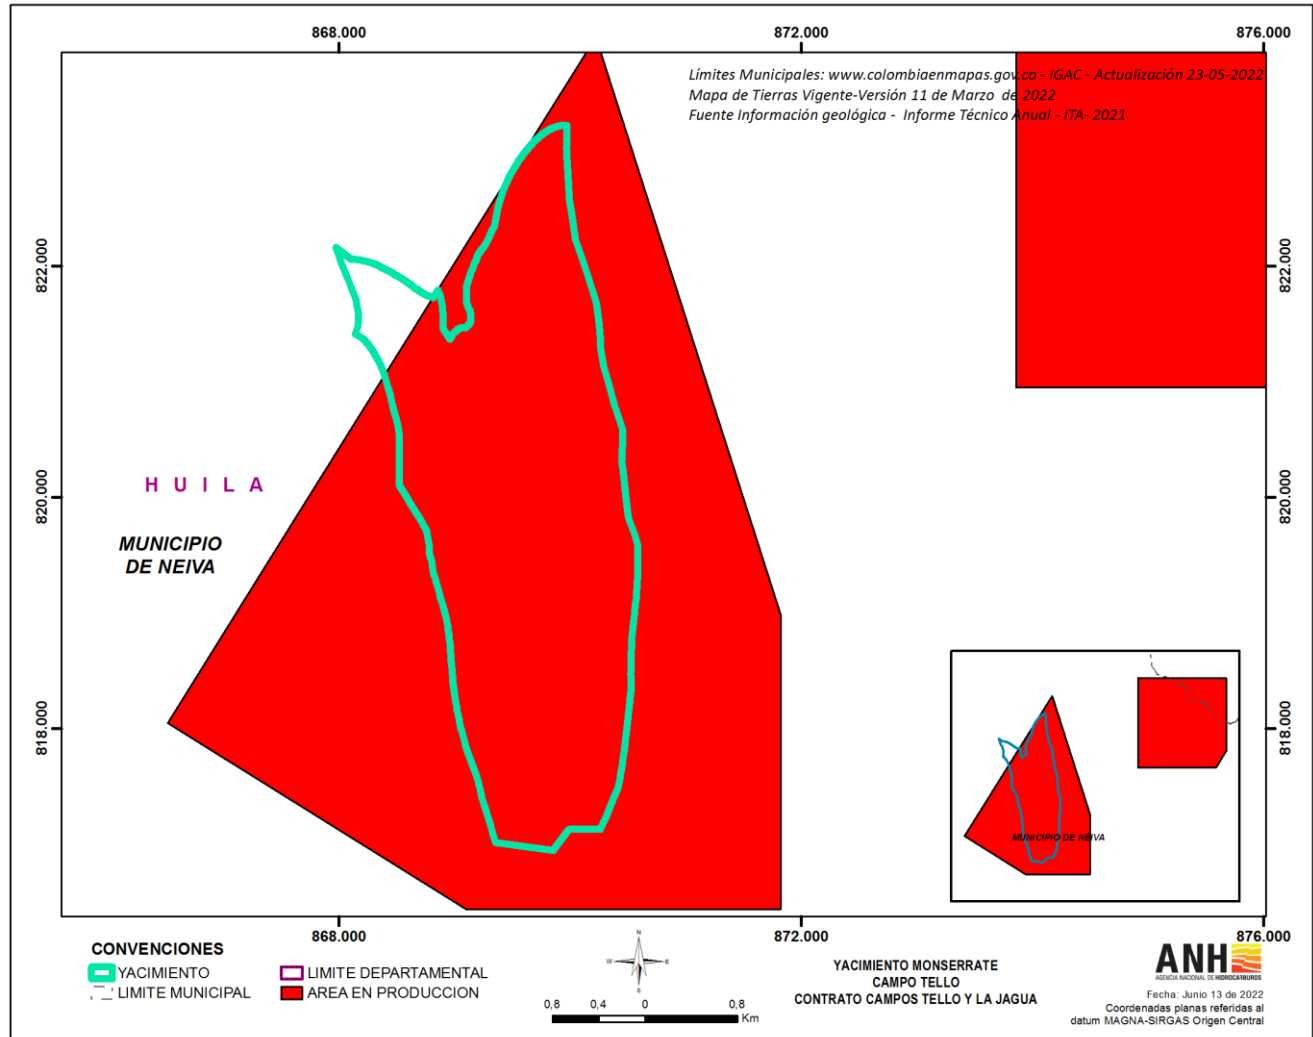 868.000
872.000
876.000
Límites Municipales: www.colombiaenmapas.gov.co - IGAC - Actualización 23-05-2022
Mapa de Tierras Vigente-Versión 11 de Marzo de 2022
Fuente Información geológica - Informe Técnico Anual - ITA- 2021
822.000
822.000
820.000
820.000
HUILA
MUNICIPIO
DE NEIVA
818.000
818.000
MUNICIPIO DE NEIVA
868.000
872.000
876.000
CONVENCIONES
YACIMIENTO
LIMITE DEPARTAMENTAL
LIMITE MUNICIPAL
AREA EN PRODUCCION
N
W
E
S
0,8 0,4 0 0,8
Km
YACIMIENTO MONSERRATE
CAMPO TELLO
CONTRATO CAMPOS TELLO Y LA JAGUA
ANH
AGENCIA NACIONAL DE HIDROCARBUROS
Fecha: Junio 13 de 2022
Coordenadas planas referidas al
datum MAGNA-SIRGAS Origen Central